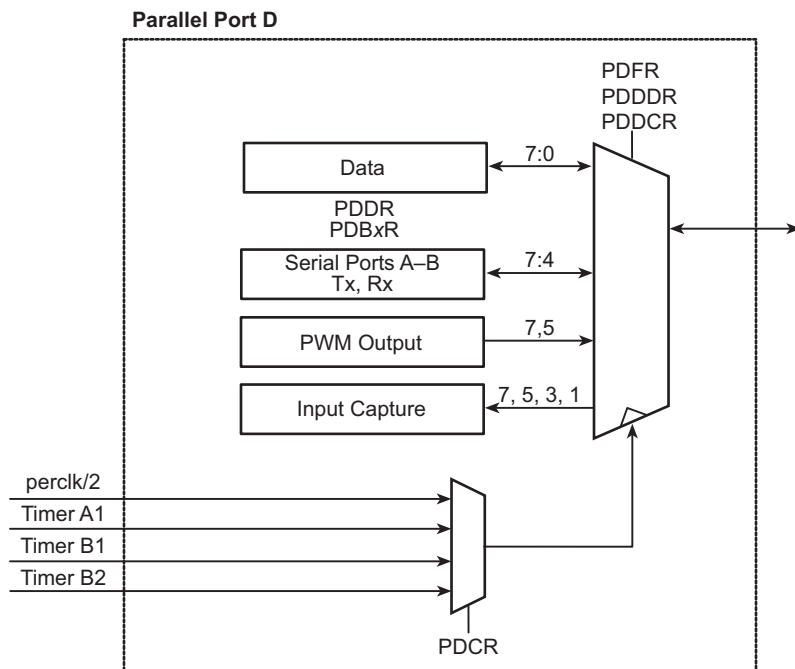 Parallel Port D
PDFR
PDDDR
PDDCR
Data
7:0
PDDR
PDBxR
Serial Ports A–B
Tx, Rx
7:4
PWM Output
7,5
Input Capture
7, 5, 3, 1
perclk/2
Timer A1
Timer B1
Timer B2
PDCR